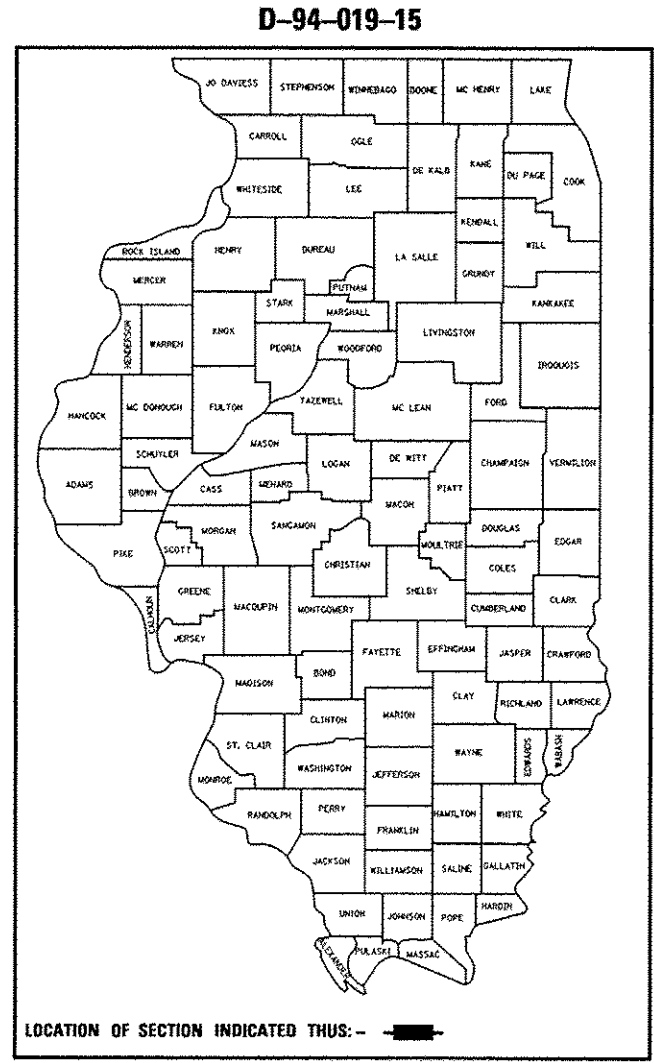 D-94-019-15
JO DAVIESS
STEPHENSON
WINNEBAGO
BOONE
MC HENRY
LAKE
CARROLL
OGLE
DE KALB
KANE
DU PAGE
COOK
WHITESIDE
LEE
KENDALL
WILL
ROCK ISLAND
HENRY
BUREAU
LA SALLE
GRUNDY
MERCER
STARK
PUTNAM
MARSHALL
KANKAKEE
HENDERSON
WARREN
KNOX
PEORIA
WOODFORD
LIVINGSTON
IROQUOIS
HANCOCK
MC DONOUGH
FULTON
TAZEWELL
MC LEAN
FORD
SCHUYLER
MASON
LOGAN
DE WITT
CHAMPAIGN
VERMILION
ADAMS
BROWN
CASS
MENARD
MACON
PIATT
PIKE
SCOTT
MORGAN
SANGAMON
CHRISTIAN
MOULTRIE
DOUGLAS
EDGAR
COLES
CALHOUN
GREENE
JERSEY
MACOUPIN
MONTGOMERY
SHELBY
CUMBERLAND
CLARK
MADISON
BOND
FAYETTE
EFFINGHAM
JASPER
CRAWFORD
CLINTON
MARION
CLAY
RICHLAND
LAWRENCE
ST. CLAIR
WASHINGTON
JEFFERSON
WAYNE
EDWARDS
WABASH
MONROE
RANDOLPH
PERRY
FRANKLIN
HAMILTON
WHITE
JACKSON
WILLIAMSON
SALINE
GALLATIN
UNION
JOHNSON
POPE
HARDIN
ALEXANDER
PULASKI
MASSAC
LOCATION OF SECTION INDICATED THUS:-